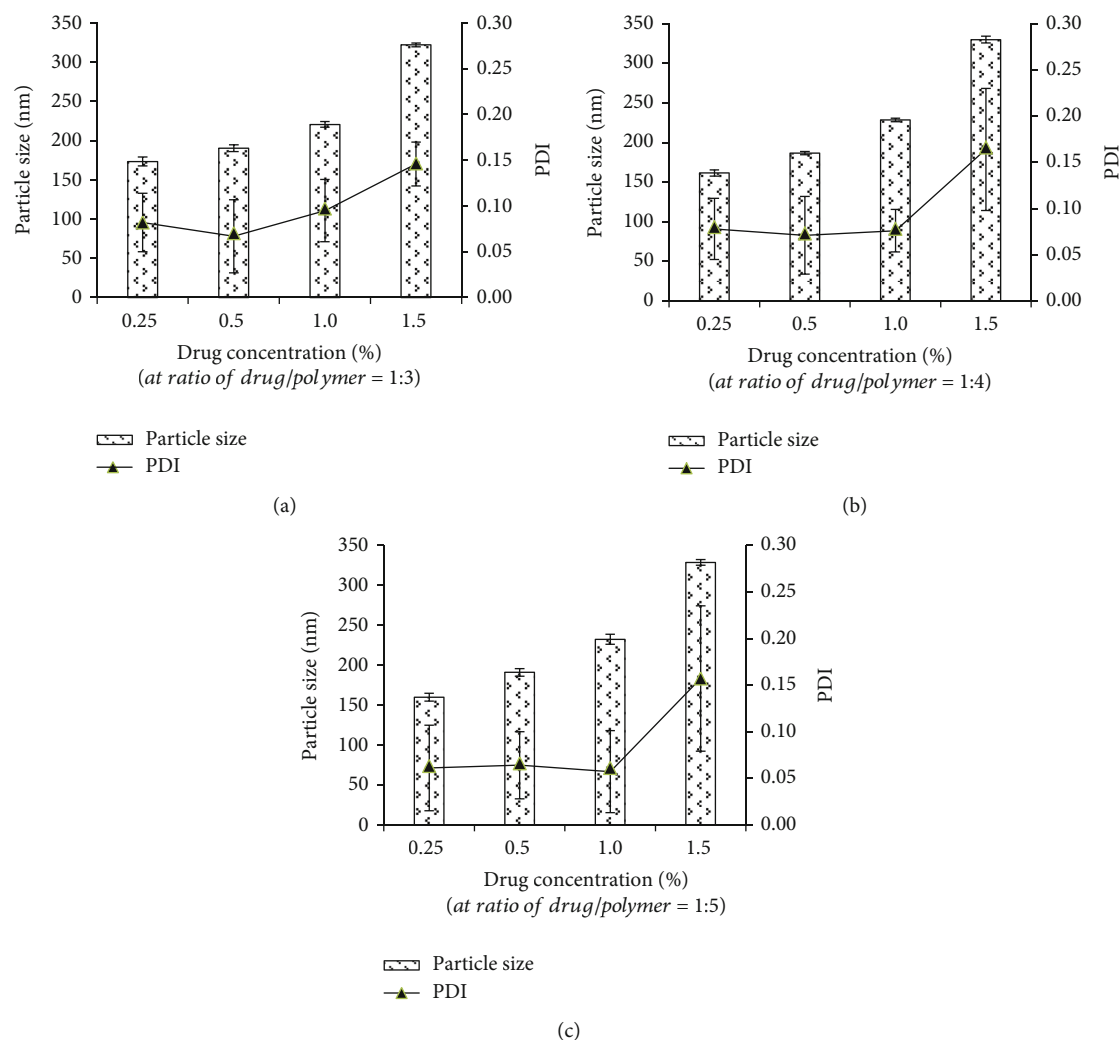 350
300
250
200
150
100
50
0
Particle size (nm)
0.30
0.25
0.20
0.15
0.10
0.05
0.00
PDI
0.25 0.5 1.0 1.5
Drug concentration (%)
(at ratio of drug/polymer = 1:3)
Particle size
PDI
(a)
350
300
250
200
150
100
50
0
Particle size (nm)
0.30
0.25
0.20
0.15
0.10
0.05
0.00
PDI
0.25 0.5 1.0 1.5
Drug concentration (%)
(at ratio of drug/polymer = 1:4)
Particle size
PDI
(b)
350
300
250
200
150
100
50
0
Particle size (nm)
0.30
0.25
0.20
0.15
0.10
0.05
0.00
PDI
0.25 0.5 1.0 1.5
Drug concentration (%)
(at ratio of drug/polymer = 1:5)
Particle size
PDI
(c)